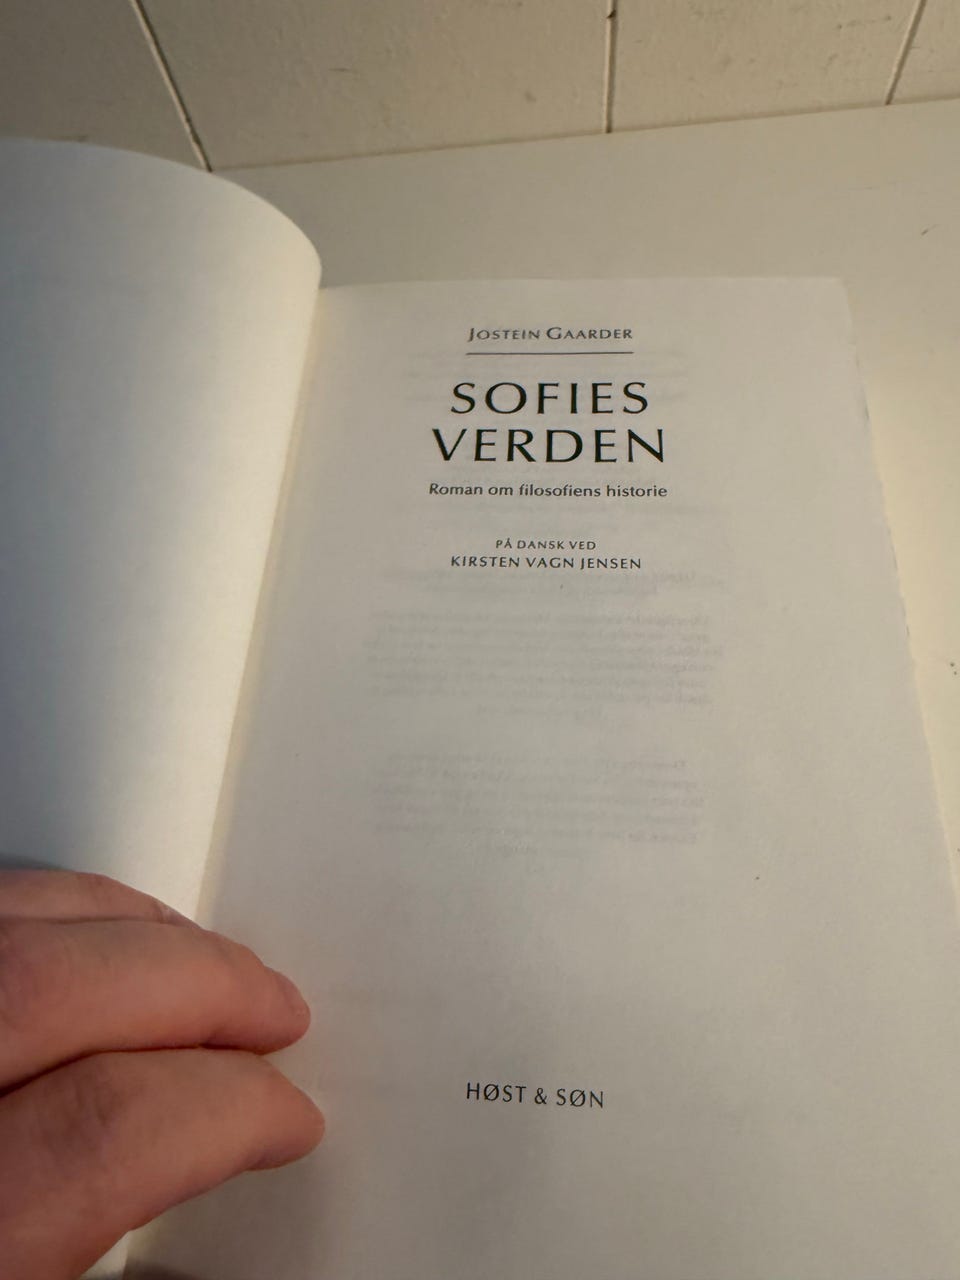 JOSTEIN GAARDER
SOFIES
VERDEN
Roman om filosofiens historie
PÅ DANSK VED
KIRSTEN VAGN JENSEN
HØST & SØN